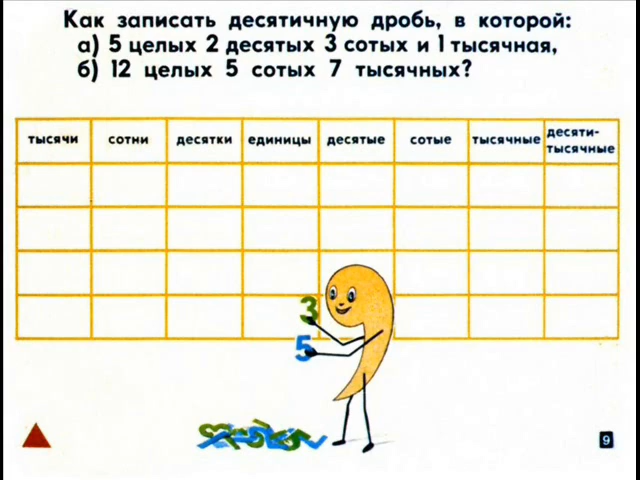 Как записать десятичную дробь, в которой:
а) 5 целых 2 десятых 3 сотых и 1 тысячная,
б) 12 целых 5 сотых 7 тысячных?
тысячи сотни десятки единицы десятые сотые тысячные десяти-
тысячные
3
5
9